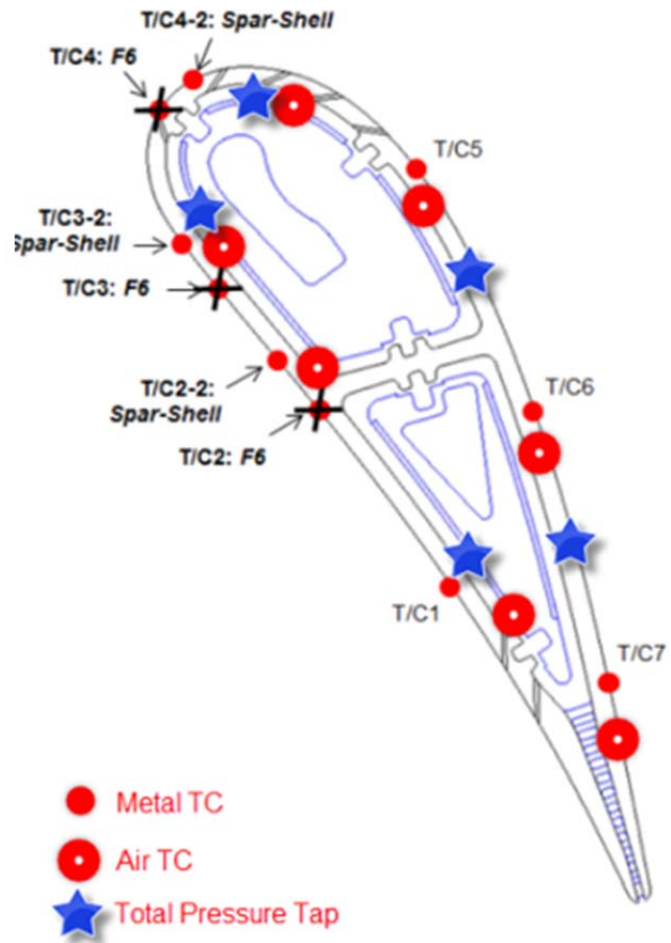 T/C4-2: Spar-Shell
T/C4: F6
T/C5
T/C3-2:
Spar-Shell
T/C3: F6
T/C2-2:
Spar-Shell
T/C6
T/C2: F6
T/C1
T/C7
Metal TC
Air TC
Total Pressure Tap